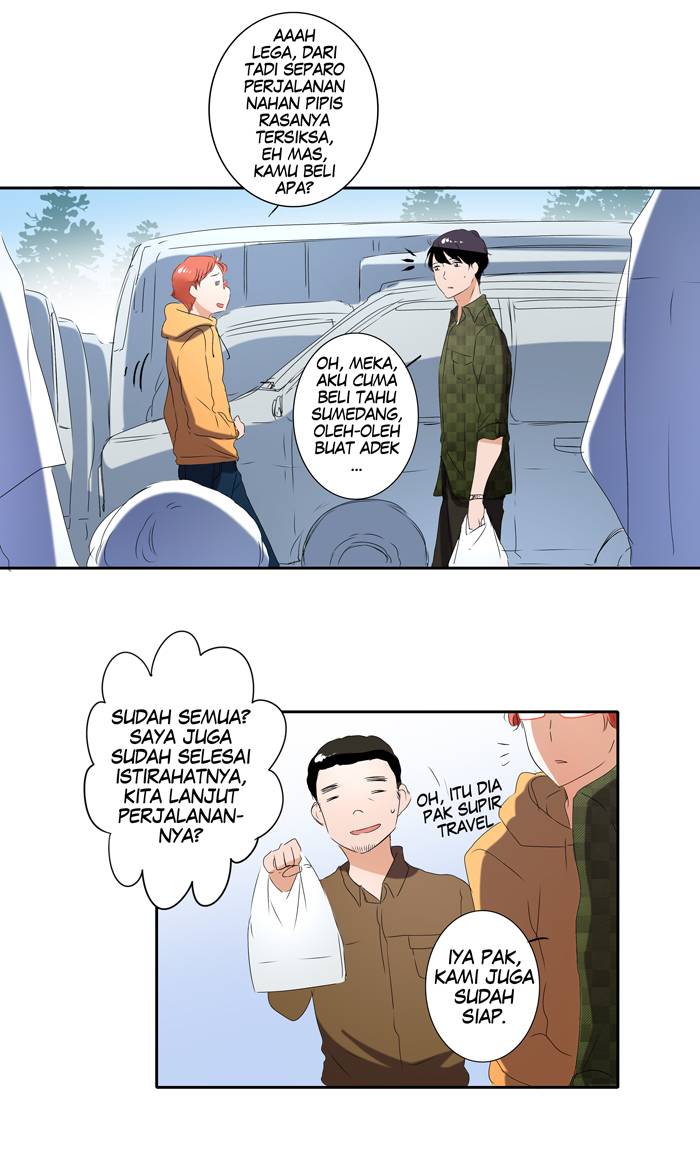 AAAH
LEGA, DARI
TADI SEPARO
PERJALANAN
NAHAN PIPIS
RASANYA
TERSIKSA,
EH MAS,
KAMU BELI
APA?
OH, MEKA,
AKU CUMA
BELI TAHU
SUMEDANG,
OLEH-OLEH
BUAT ADEK
...
SUDAH SEMUA?
SAYA JUGA
SUDAH SELESAI
ISTIRAHATNYA,
KITA LANJUT
PERJALANAN-
NYA?
OH, ITU DIA
PAK SUPIR
TRAVEL
IYA PAK,
KAMI JUGA
SUDAH
SIAP.